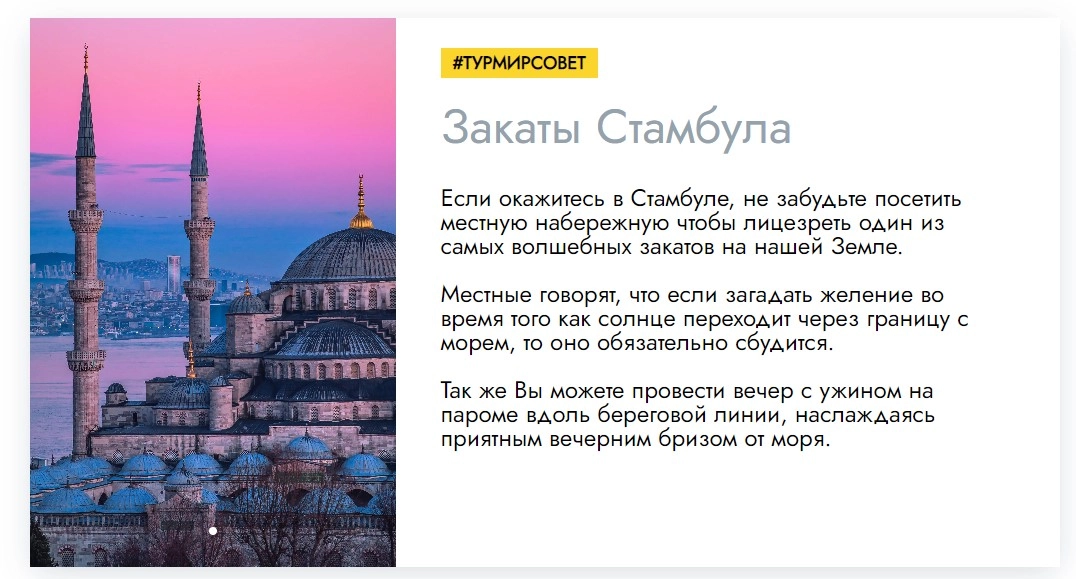 #ТУРМИРСОВЕТ
Закаты Стамбула
Если окажитесь в Стамбуле, не забудьте посетить
местную набережную чтобы лицезреть один из
самых волшебных закатов на нашей Земле.
Местные говорят, что если загадать желение во
время того как солнце переходит через границу с
морем, то оно обязательно сбудится.
Так же Вы можете провести вечер с ужином на
пароме вдоль береговой линии, наслаждаясь
приятным вечерним бризом от моря.